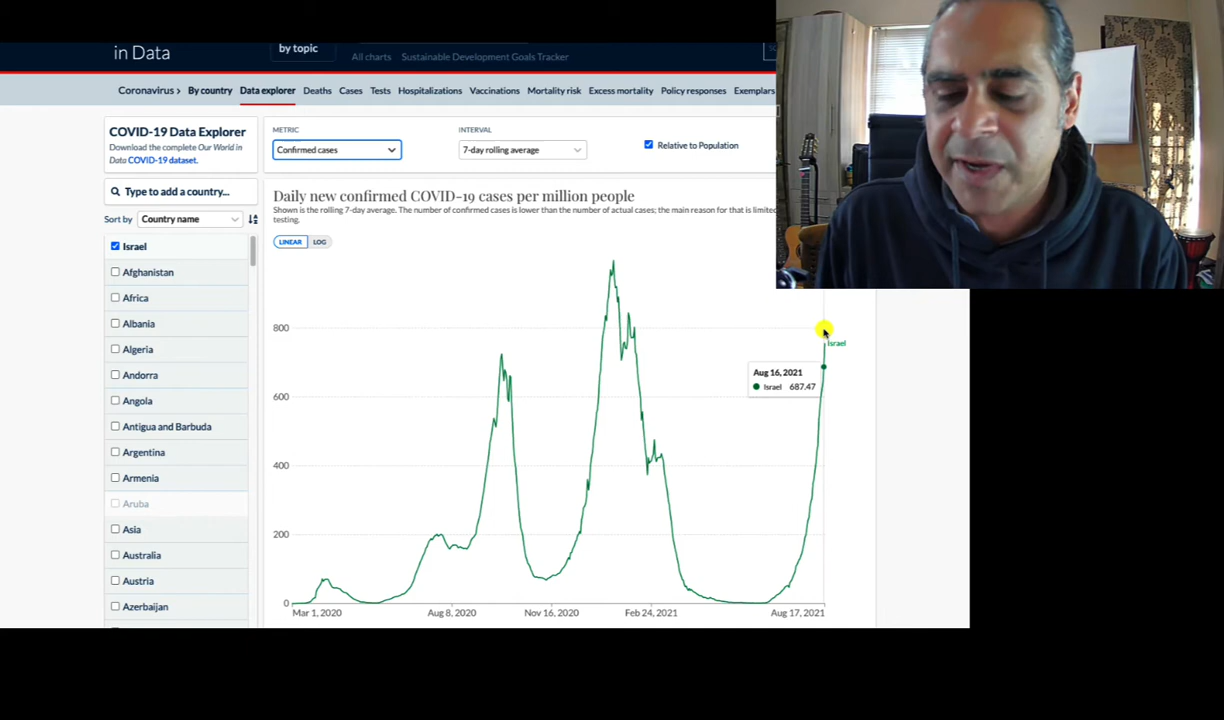 in Data
by topic
All charts
Sustainable Development Goals Tracker
Coronavirus
By country
Data explorer
Deaths
Cases
Tests
Hospitalizations
Vaccinations
Mortality risk
Excess mortality
Policy responses
Exemplars
COVID-19 Data Explorer
Download the complete Our World in
Data COVID-19 dataset.
METRIC
Confirmed cases
INTERVAL
7-day rolling average
Relative to Population
Type to add a country...
Sort by
Country name
Israel
Afghanistan
Africa
Albania
Algeria
Andorra
Angola
Antigua and Barbuda
Argentina
Armenia
Aruba
Asia
Australia
Austria
Azerbaijan
Daily new confirmed COVID-19 cases per million people
Shown is the rolling 7-day average. The number of confirmed cases is lower than the number of actual cases; the main reason for that is limited
testing.
LINEAR
LOG
800
600
400
200
0
Mar 1, 2020
Aug 8, 2020
Nov 16, 2020
Feb 24, 2021
Aug 17, 2021
Israel
Aug 16, 2021
Israel 687.47